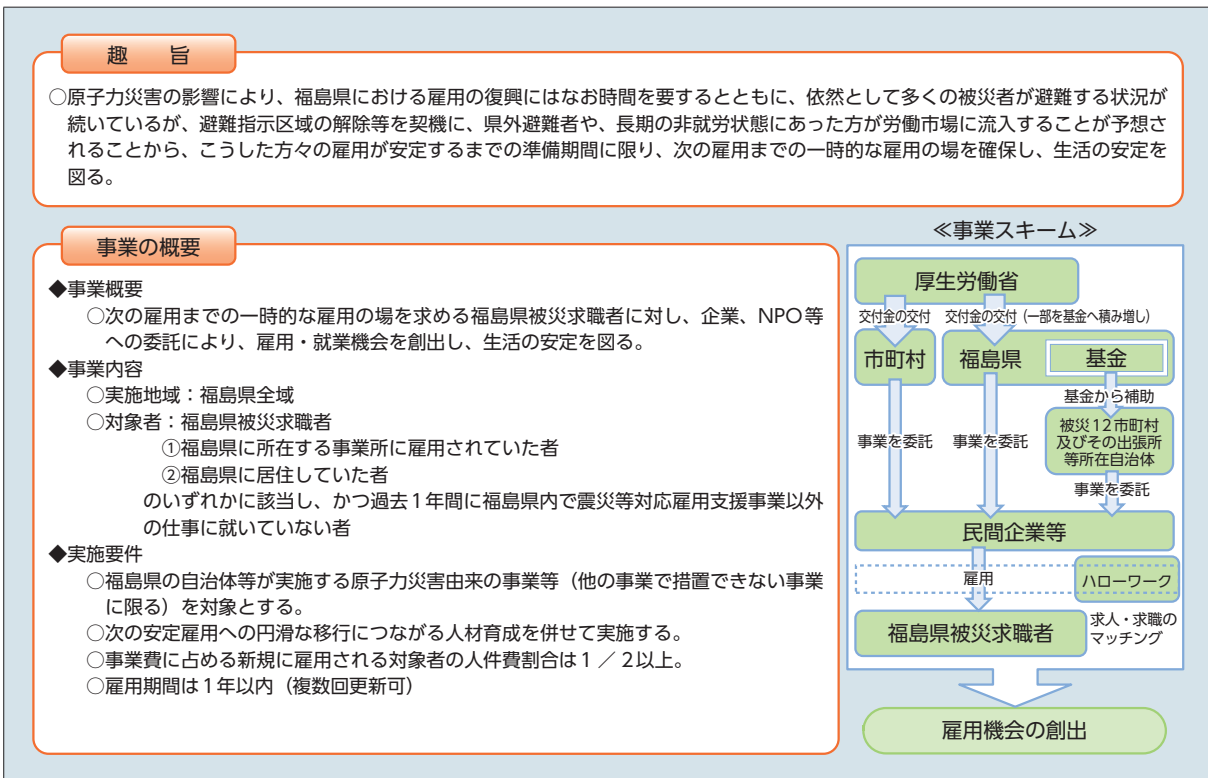 趣　旨
○原子力災害の影響により、福島県における雇用の復興にはなお時間を要するとともに、依然として多くの被災者が避難する状況が
続いているが、避難指示区域の解除等を契機に、県外避難者や、長期の非就労状態にあった方が労働市場に流入することが予想さ
れることから、こうした方々の雇用が安定するまでの準備期間に限り、次の雇用までの一時的な雇用の場を確保し、生活の安定を
図る。
事業の概要
◆事業概要
○次の雇用までの一時的な雇用の場を求める福島県被災求職者に対し、企業、NPO等
への委託により、雇用・就業機会を創出し、生活の安定を図る。
◆事業内容
○実施地域：福島県全域
○対象者：福島県被災求職者
①福島県に所在する事業所に雇用されていた者
②福島県に居住していた者
のいずれかに該当し、かつ過去1年間に福島県内で震災等対応雇用支援事業以外
の仕事に就いていない者
◆実施要件
○福島県の自治体等が実施する原子力災害由来の事業等（他の事業で措置できない事業
に限る）を対象とする。
○次の安定雇用への円滑な移行につながる人材育成を併せて実施する。
○事業費に占める新規に雇用される対象者の人件費割合は1／2以上。
○雇用期間は1年以内（複数回更新可）
≪事業スキーム≫
厚生労働省
交付金の交付
交付金の交付（一部を基金へ積み増し）
市町村
福島県
基金
基金から補助
被災12市町村
及びその出張所
等所在自治体
事業を委託
事業を委託
事業を委託
民間企業等
雇用
ハローワーク
福島県被災求職者
求人・求職の
マッチング
雇用機会の創出